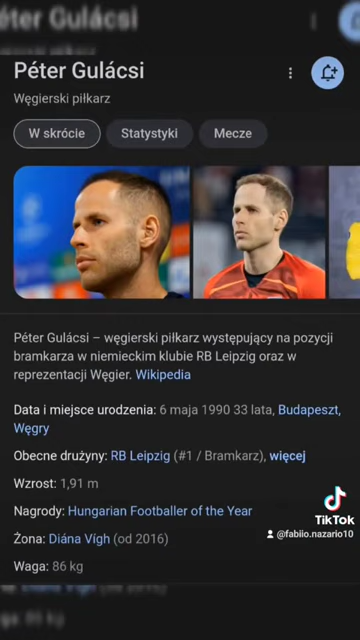 éter Gulácsi
Péter Gulácsi
Węgierski piłkarz
W skrócie
Statystyki
Mecze
Péter Gulácsi – węgierski piłkarz występujący na pozycji
bramkarza w niemieckim klubie RB Leipzig oraz w
reprezentacji Węgier. Wikipedia
Data i miejsce urodzenia: 6 maja 1990 33 lata, Budapeszt,
Węgry
Obecne drużyny: RB Leipzig (#1 / Bramkarz), więcej
Wzrost: 1,91 m
Nagrody: Hungarian Footballer of the Year
TikTok
@fabiio.nazario10
Żona: Diána Vígh (od 2016)
Waga: 86 kg